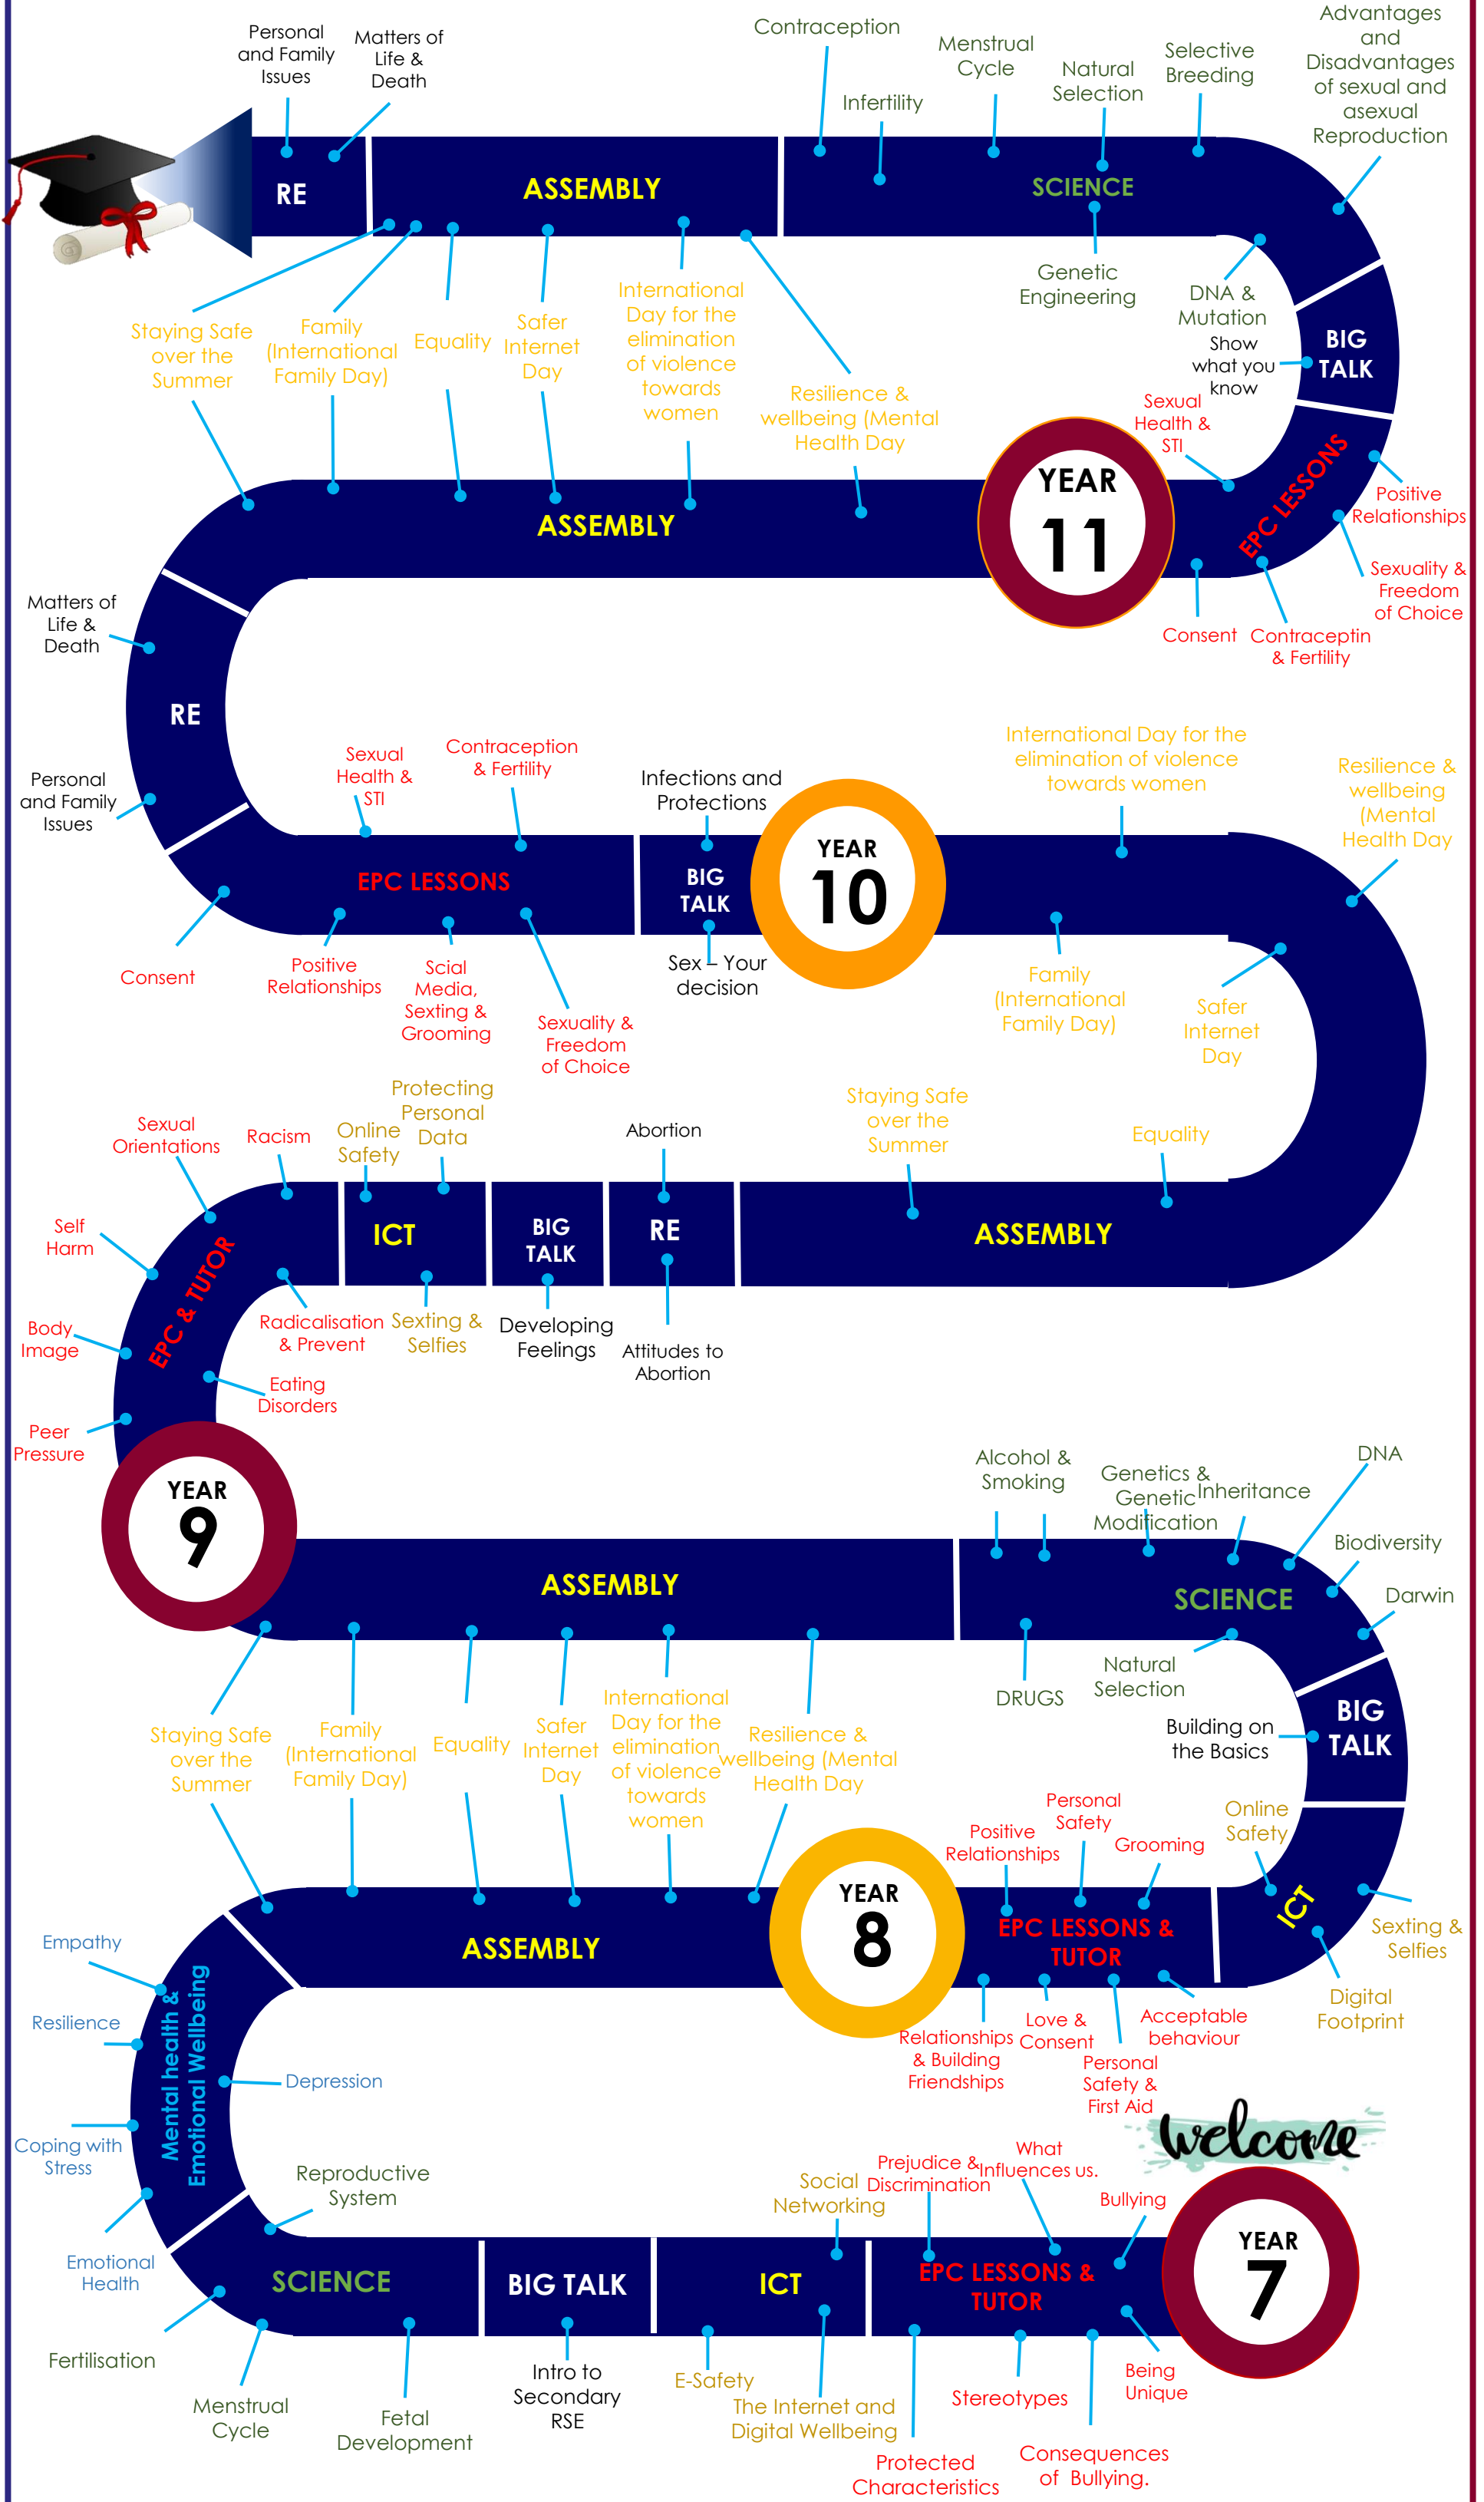 Personal
and Family
Issues
Matters of
Life &
Death
Contraception
Infertility
Menstrual
Cycle
Natural
Selection
Selective
Breeding
Advantages
and
Disadvantages
of sexual and
asexual
Reproduction
RE
ASSEMBLY
SCIENCE
Genetic
Engineering
DNA &
Mutation
Show
what you
know
BIG
TALK
Staying Safe
over the
Summer
Family
(International
Family Day)
Equality
Safer
Internet
Day
International
Day for the
elimination
of violence
towards
women
Resilience &
wellbeing (Mental
Health Day
Sexual
Health &
STI
EPC LESSONS
Positive
Relationships
Sexuality &
Freedom
of Choice
Contraceptin
& Fertility
Consent
YEAR
11
ASSEMBLY
Matters of
Life &
Death
RE
Personal
and Family
Issues
Sexual
Health &
STI
Contraception
& Fertility
Infections and
Protections
International Day for the
elimination of violence
towards women
Resilience &
wellbeing
(Mental
Health Day
EPC LESSONS
BIG
TALK
YEAR
10
Consent
Positive
Relationships
Scial
Media,
Sexting &
Grooming
Sexuality &
Freedom
of Choice
Sex – Your
decision
Family
(International
Family Day)
Safer
Internet
Day
Sexual
Orientations
Racism
Online
Safety
Protecting
Personal
Data
Abortion
Staying Safe
over the
Summer
Equality
Self
Harm
EPC & TUTOR
ICT
BIG
TALK
RE
ASSEMBLY
Body
Image
Radicalisation
& Prevent
Sexting &
Selfies
Developing
Feelings
Attitudes to
Abortion
Eating
Disorders
Peer
Pressure
YEAR
9
Alcohol &
Smoking
Genetics &
Genetic
Modification
Inheritance
DNA
Biodiversity
Darwin
ASSEMBLY
SCIENCE
DRUGS
Natural
Selection
Building on
the Basics
BIG
TALK
Staying Safe
over the
Summer
Family
(International
Family Day)
Equality
Safer
Internet
Day
International
Day for the
elimination
of violence
towards
women
Resilience &
wellbeing (Mental
Health Day
Positive
Relationships
Personal
Safety
Grooming
Online
Safety
ICT
Sexting &
Selfies
Digital
Footprint
ASSEMBLY
YEAR
8
EPC LESSONS &
TUTOR
Relationships
& Building
Friendships
Love &
Consent
Personal
Safety &
First Aid
Acceptable
behaviour
Empathy
Resilience
Mental health &
Emotional Wellbeing
Depression
Coping with
Stress
Emotional
Health
Reproductive
System
Social
Networking
Prejudice &
Discrimination
What
Influences us.
Bullying
welcome
SCIENCE
BIG TALK
ICT
EPC LESSONS &
TUTOR
YEAR
7
Fertilisation
Menstrual
Cycle
Fetal
Development
Intro to
Secondary
RSE
E-Safety
The Internet and
Digital Wellbeing
Protected
Characteristics
Stereotypes
Consequences
of Bullying.
Being
Unique